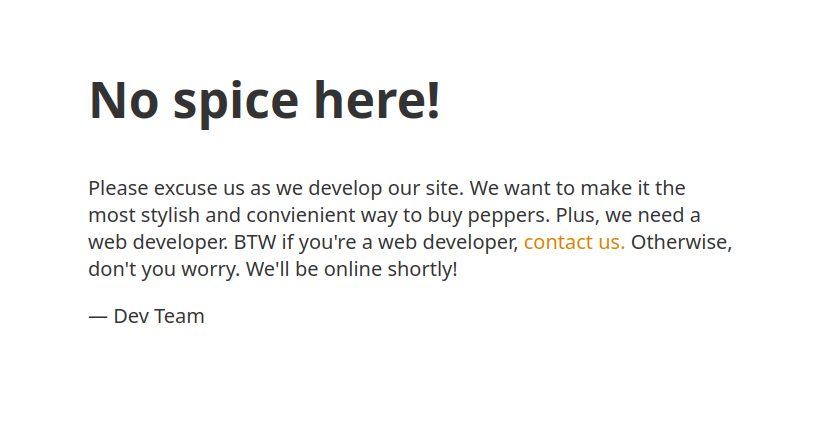 No spice here!
Please excuse us as we develop our site. We want to make it the
most stylish and convienient way to buy peppers. Plus, we need a
web developer. BTW if you're a web developer, contact us. Otherwise,
don't you worry. We'll be online shortly!
— Dev Team